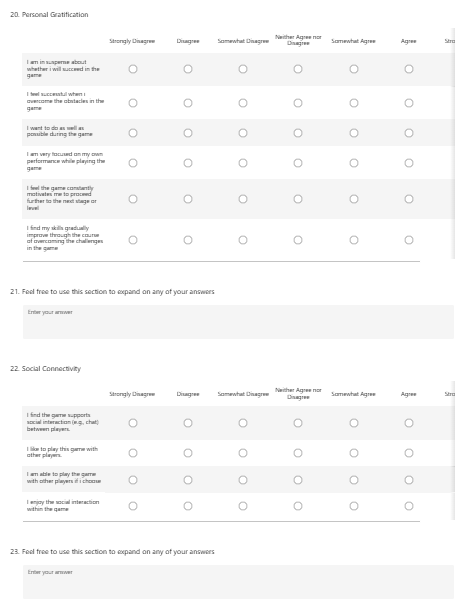 20. Personal Gratification
Strongly Disagree Disagree Somewhat Disagree Neither Agree nor Disagree Somewhat Agree Agree Stro
I am in suspense about
whether i will succeed in the
game
I feel successful when i
overcome the obstacles in the
game
I want to do as well as
possible during the game
I am very focused on my own
performance while playing the
game
I feel the game constantly
motivates me to proceed
further to the next stage or
level
I find my skills gradually
improve through the course
of overcoming the challenges
in the game
21. Feel free to use this section to expand on any of your answers
Enter your answer
22. Social Connectivity
Strongly Disagree Disagree Somewhat Disagree Neither Agree nor Disagree Somewhat Agree Agree Stro
I find the game supports
social interaction (e.g., chat)
between players.
I like to play this game with
other players.
I am able to play the game
with other players if i choose
I enjoy the social interaction
within the game
23. Feel free to use this section to expand on any of your answers
Enter your answer